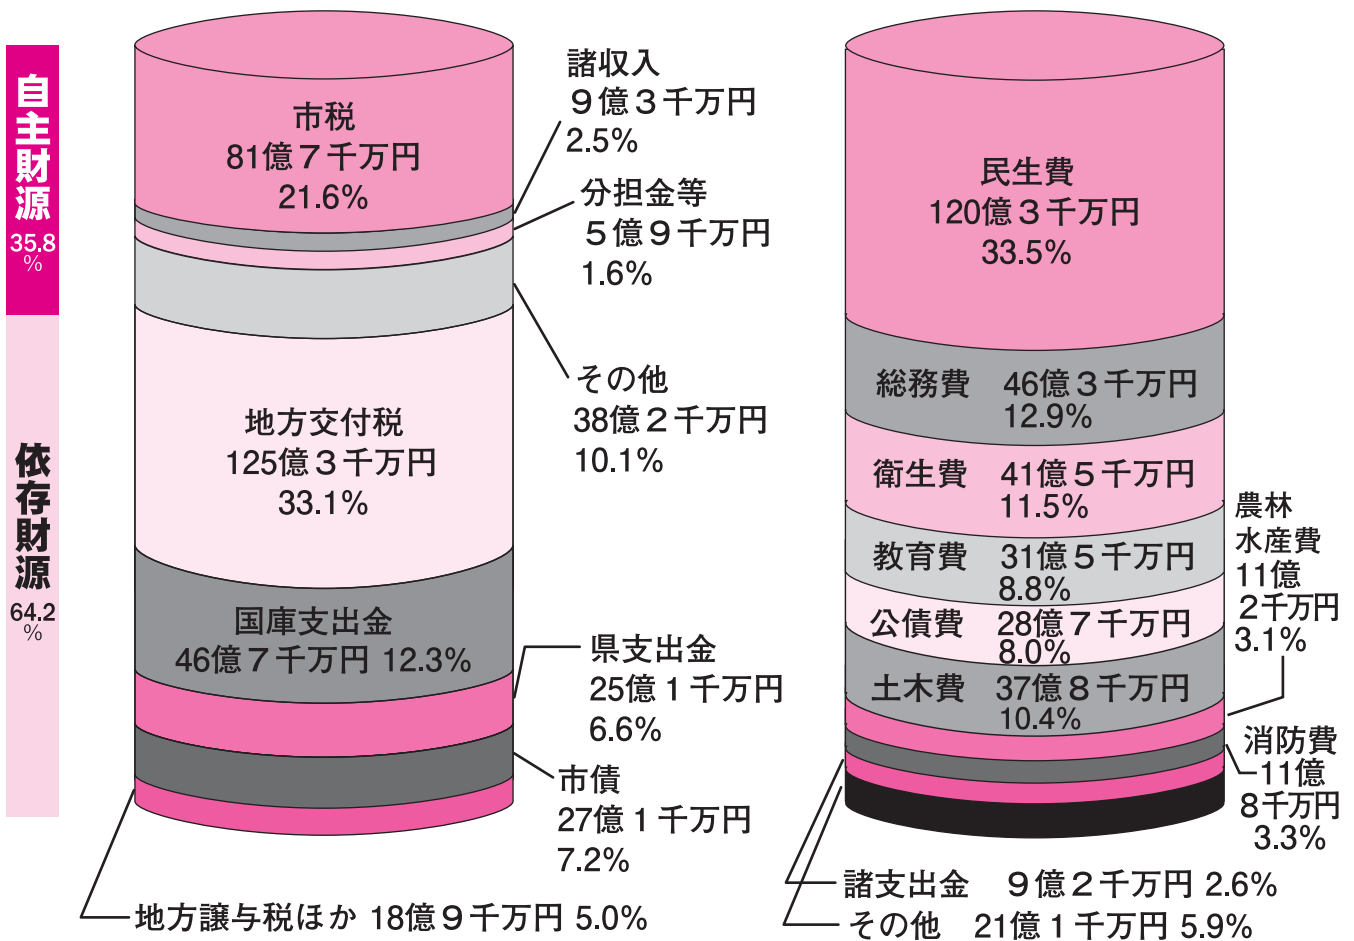 自主財源
35.8
%
依存財源
64.2
%
市税
81億７千万円
21.6%
諸収入
９億３千万円
2.5%
分担金等
５億９千万円
1.6%
その他
38億２千万円
10.1%
地方交付税
125億３千万円
33.1%
国庫支出金
46億７千万円 12.3%
県支出金
25億１千万円
6.6%
市債
27億１千万円
7.2%
地方譲与税ほか 18億９千万円 5.0%
民生費
120億３千万円
33.5%
総務費 46億３千万円
12.9%
衛生費 41億５千万円
11.5%
教育費 31億５千万円
8.8%
公債費 28億７千万円
8.0%
土木費 37億８千万円
10.4%
農林
水産費
11億
2千万円
3.1%
消防費
11億
8千万円
3.3%
諸支出金 ９億２千万円 2.6%
その他 21億１千万円 5.9%